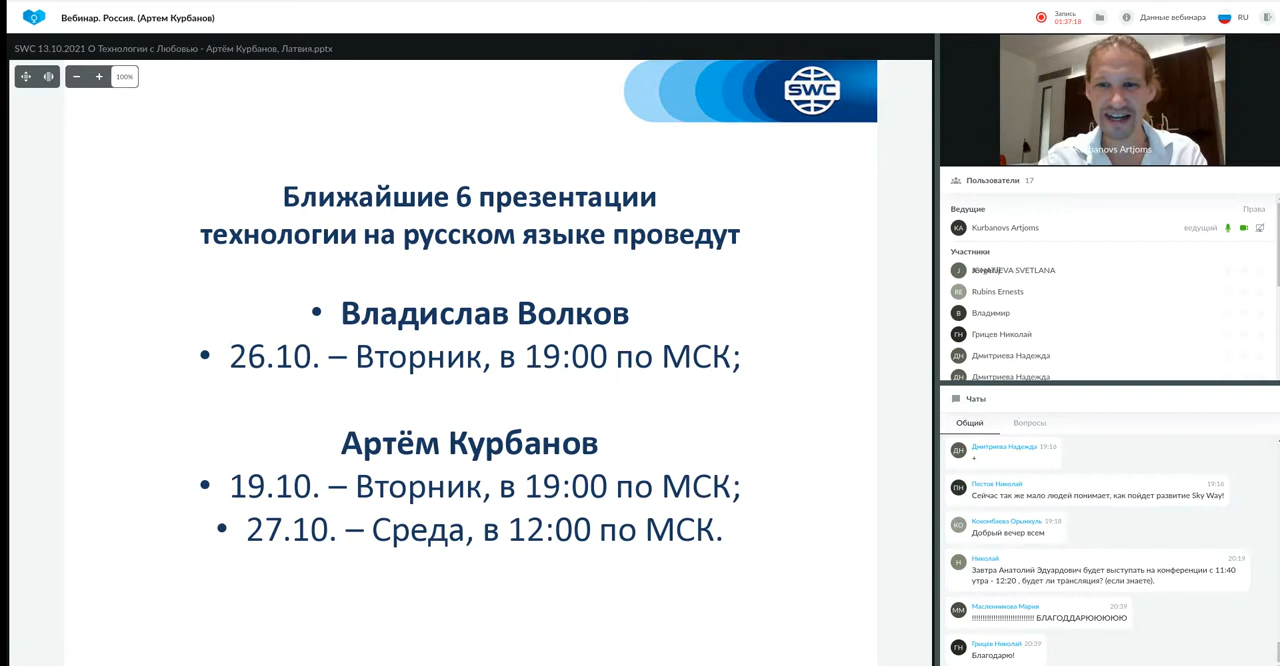 Вебинар. Россия. (Артем Курбанов)
Запись
01:37:18
Данные вебинара
RU
SWC 13.10.2021 О Технологии с Любовью - Артём Курбанов, Латвия.pptx
100%
SWC
Ближайшие 6 презентации
технологии на русском языке проведут
• Владислав Волков
• 26.10. – Вторник, в 19:00 по МСК;
Артём Курбанов
• 19.10. – Вторник, в 19:00 по МСК;
• 27.10. – Среда, в 12:00 по МСК.
Kurbanovs Artjoms
Пользователи 17
Ведущие
Права
KA
Kurbanovs Artjoms
ведущий
Участники
J
SVETLANA
RE
Rubins Ernests
В
Владимир
ГН
Грицев Николай
ДН
Дмитриева Надежда
ДН
Дмитриева Надежда
Чаты
Общий
Вопросы
ДН
Дмитриева Надежда 19:16
+
ПН
Пестов Николай 19:16
Сейчас так же мало людей понимает, как пойдет развитие Sky Way!
КО
Кокомбаева Орынкуль 19:18
Добрый вечер всем
Н
Николай 20:19
Завтра Анатолий Эдуардович будет выступать на конференции с 11:40
утра - 12:20 , будет ли трансляция? (если знаете).
ММ
Масленникова Мария 20:39
!!!!!!!!!!!!!!!!!!!!!!!!!!!! БЛАГОДДАРЮЮЮЮЮ
ГН
Грицев Николай 20:39
Благодарю!